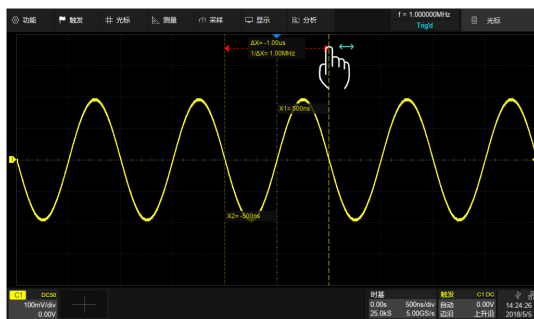 功能 触发 光标 测量 采样 显示 分析 f = 1.000000MHz 光标
Trig'd
ΔX= -1.00us
1/ΔX= 1.00MHz
X1= 500ns
X2= -500ns
C1 DC50
100mV/div
0.00V
时基
0.00s 500ns/div
25.0kS 5.00GS/s
触发 C1 DC
自动 0.00V
边沿 上升沿
14:24:26
2018/5/5